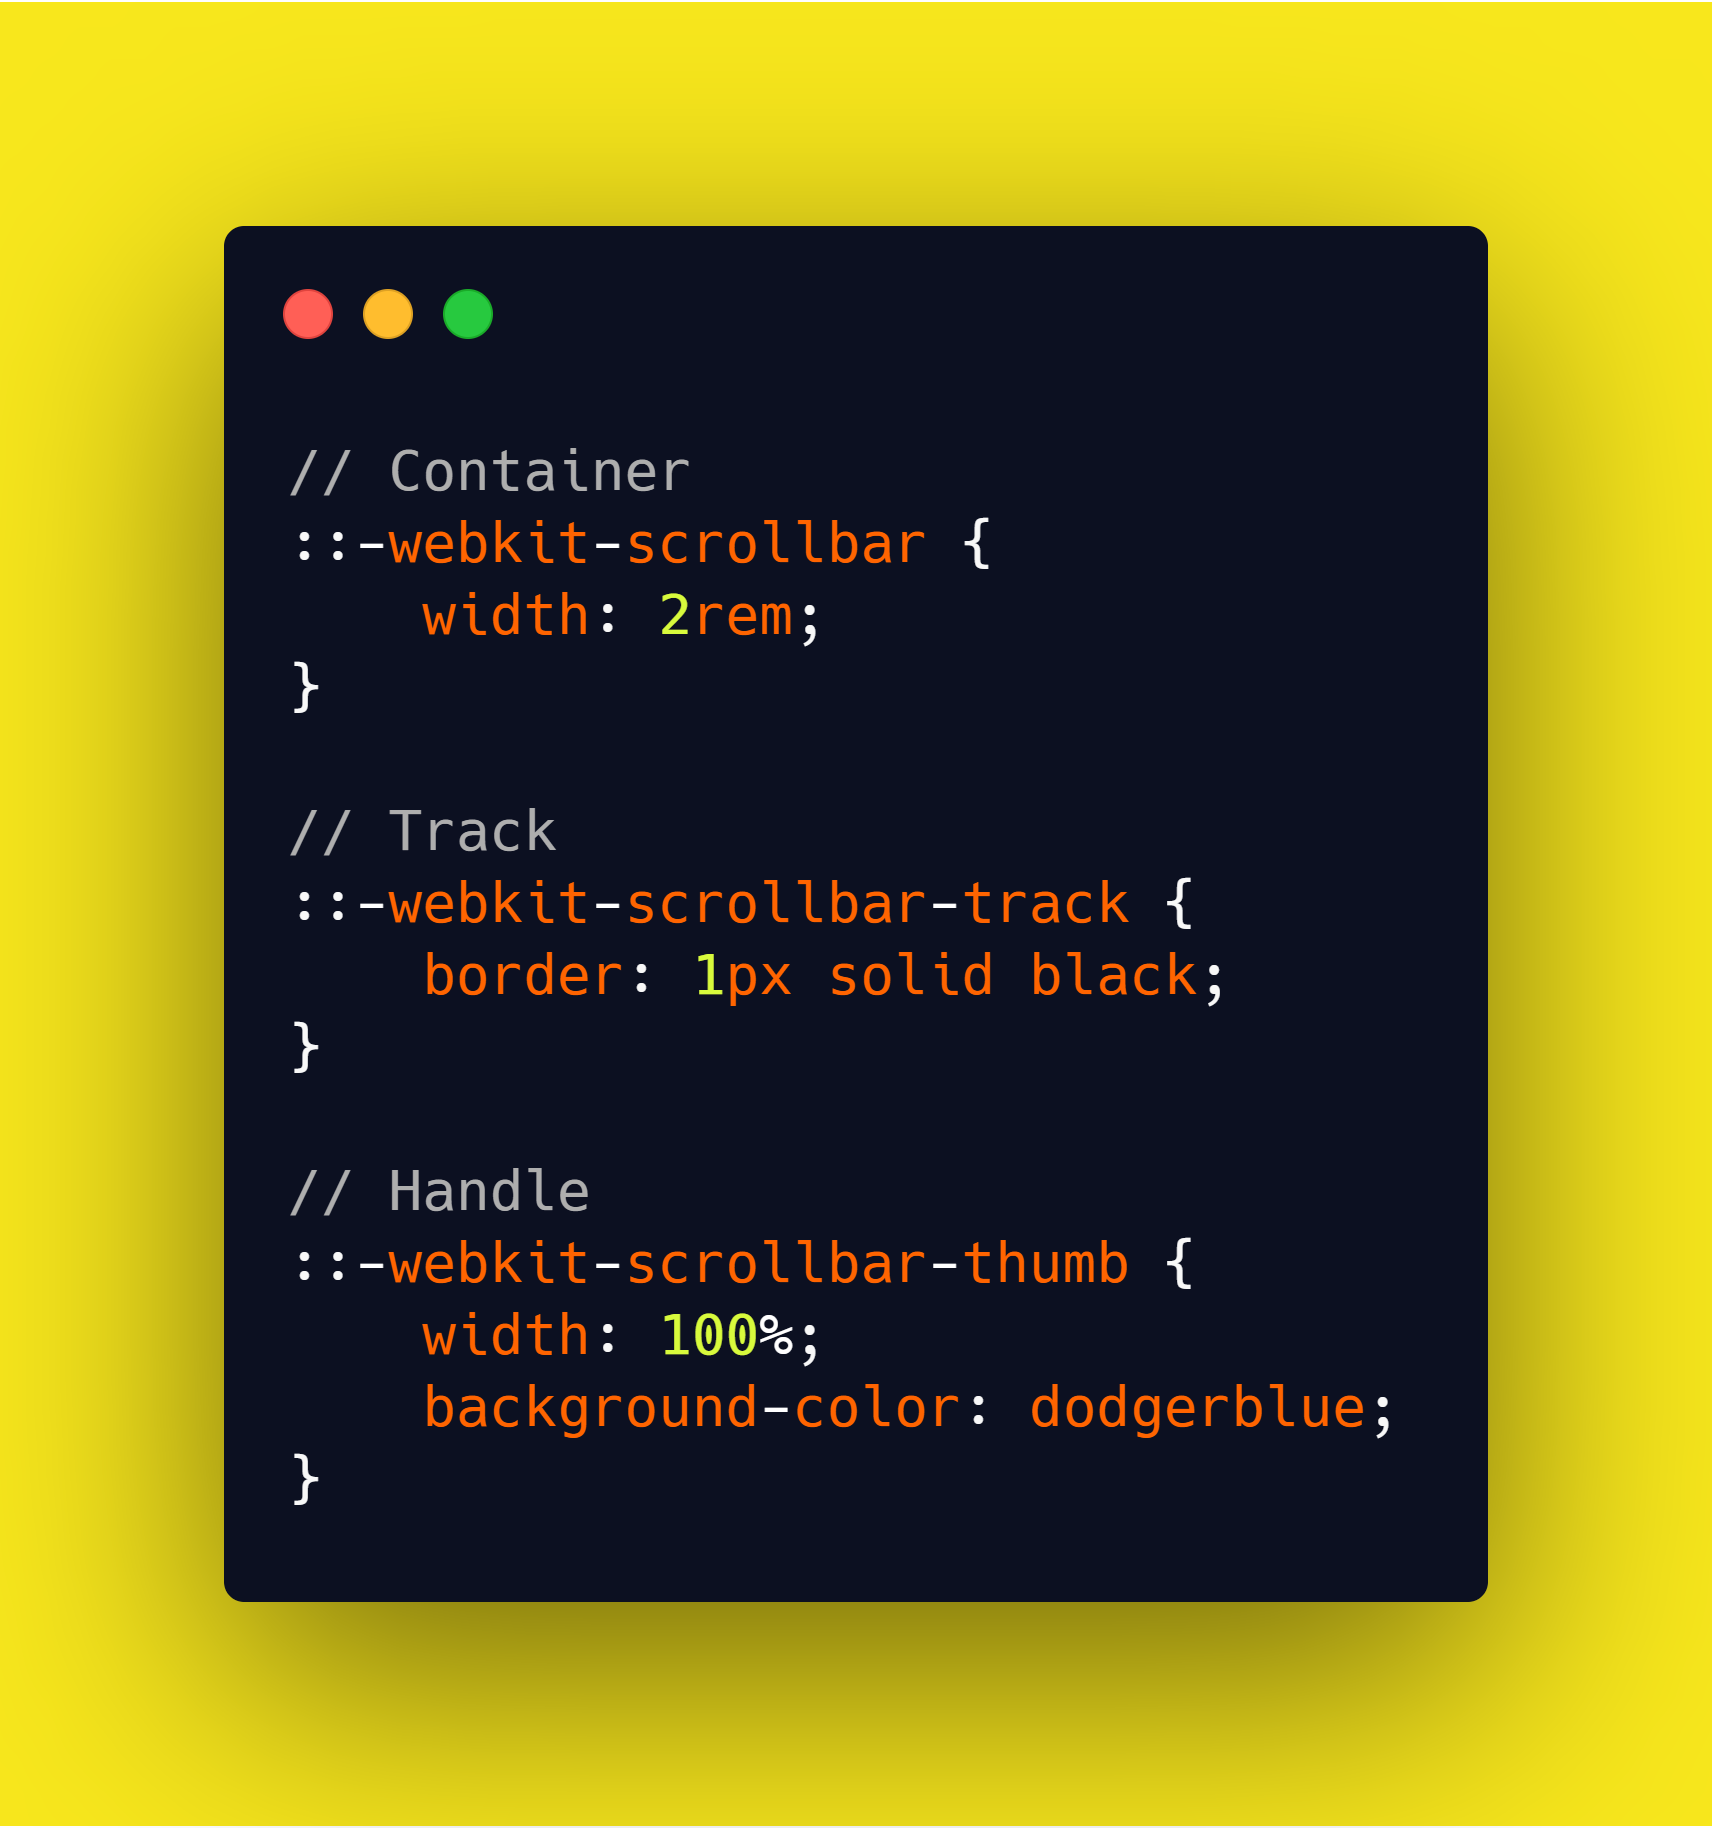 // Container
::-webkit-scrollbar {
    width: 2rem;
}

// Track
::-webkit-scrollbar-track {
    border: 1px solid black;
}

// Handle
::-webkit-scrollbar-thumb {
    width: 100%;
    background-color: dodgerblue;
}